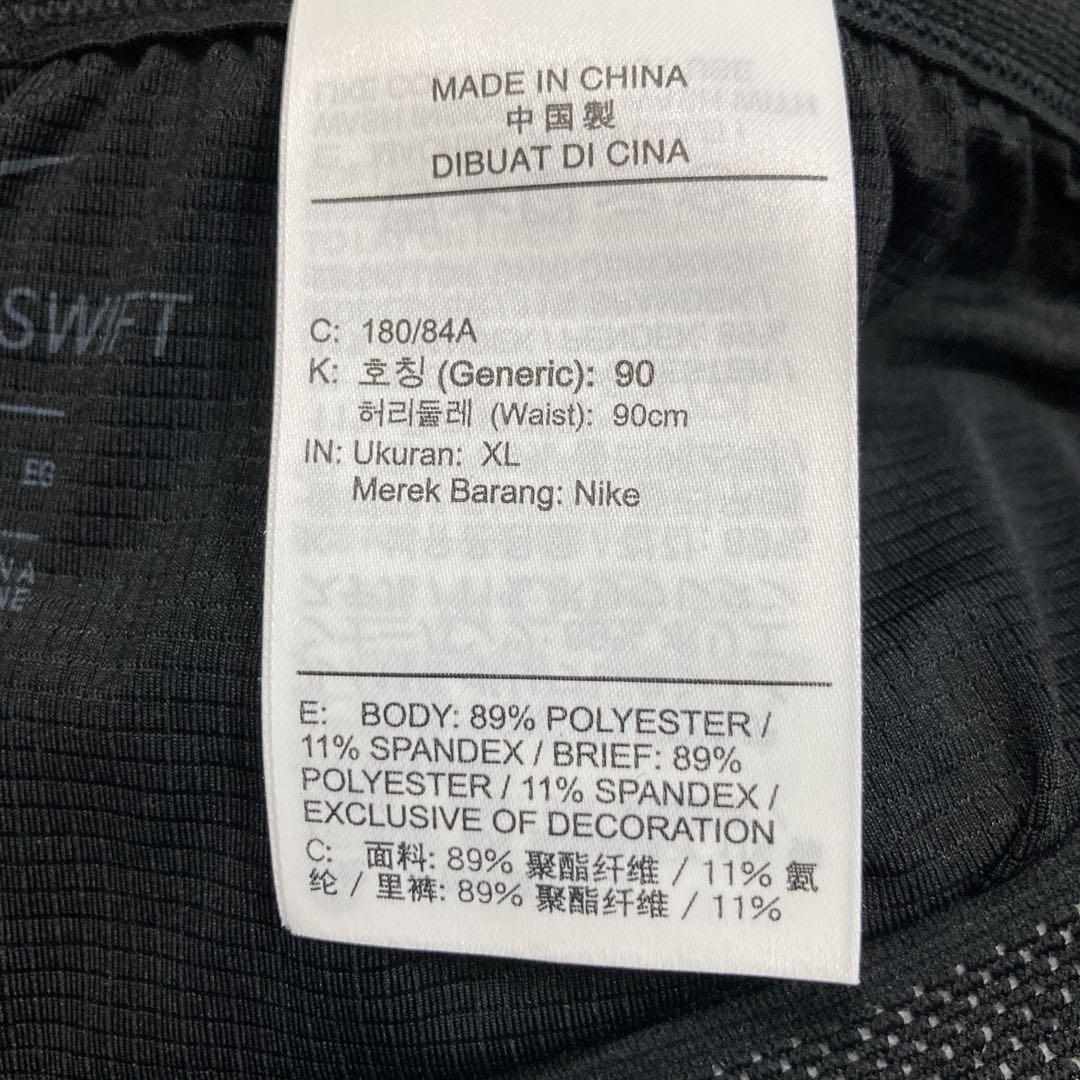 MADE IN CHINA
中国製
DIBUAT DI CINA
C: 180/84A
K: 호칭 (Generic): 90
허리둘레 (Waist): 90cm
IN: Ukuran: XL
Merek Barang: Nike
E: BODY: 89% POLYESTER /
11% SPANDEX / BRIEF: 89%
POLYESTER / 11% SPANDEX /
EXCLUSIVE OF DECORATION
C: 面料: 89% 聚酯纤维 / 11% 氨
纶 / 里裤: 89% 聚酯纤维 / 11%
SWIFT
EG
NA
NE